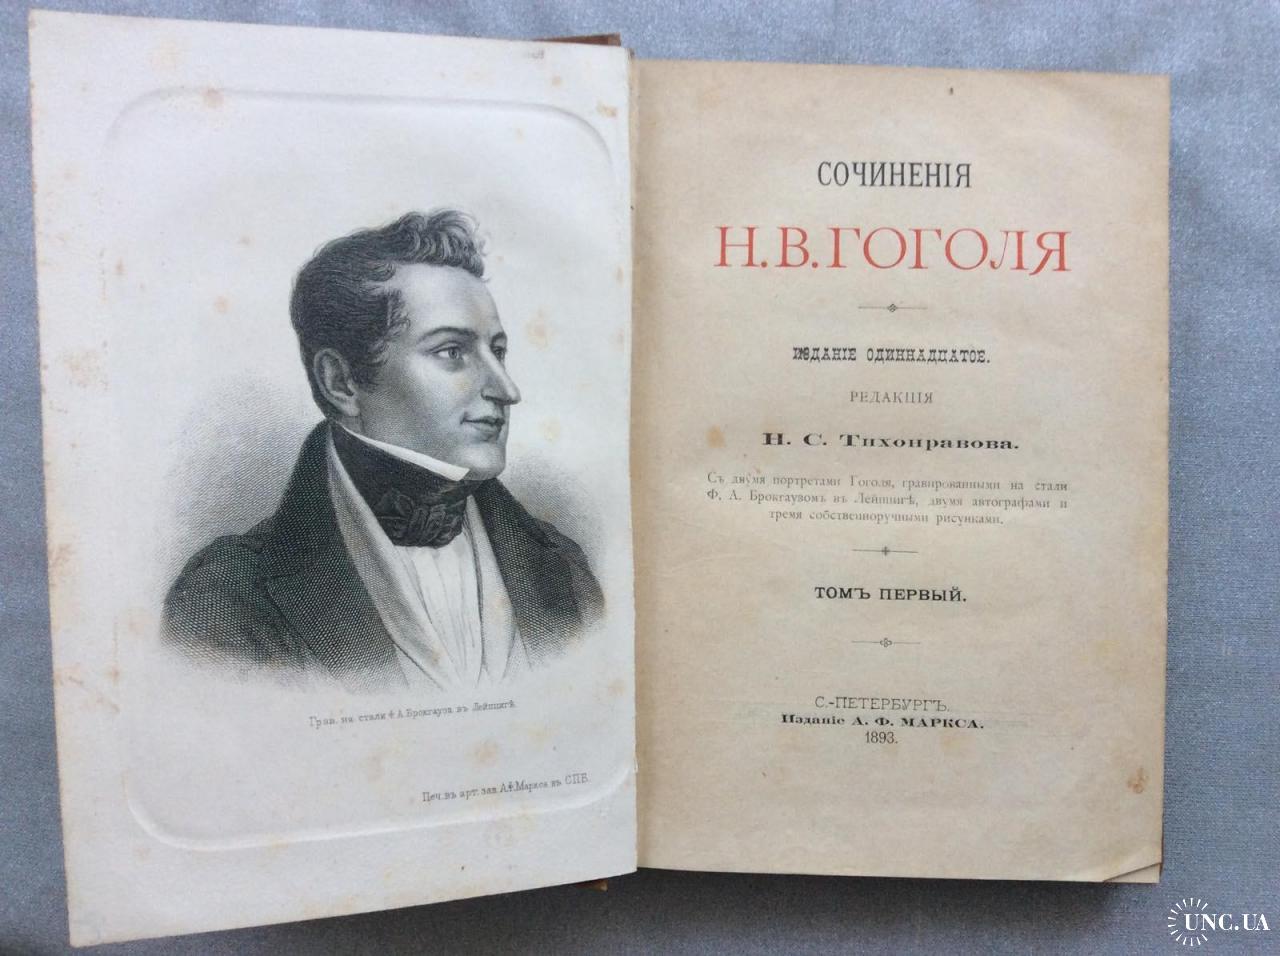 Грав. на стали Ф.А. Брокгауза въ Лейпцигѣ.
Печ. въ арт. зав. А.Ф. Маркса въ СПБ.
СОЧИНЕНІЯ
Н. В. ГОГОЛЯ
ИЗДАНІЕ ОДИННАДЦАТОЕ.
РЕДАКЦІЯ
Н. С. Тихонравова.
Съ двумя портретами Гоголя, гравированными на стали
Ф. А. Брокгаузомъ въ Лейпцигѣ, двумя автографами и
тремя собственноручными рисунками.
ТОМЪ ПЕРВЫЙ.
С.-ПЕТЕРБУРГЪ.
Изданіе А. Ф. МАРКСА.
1893.
UNC.UA